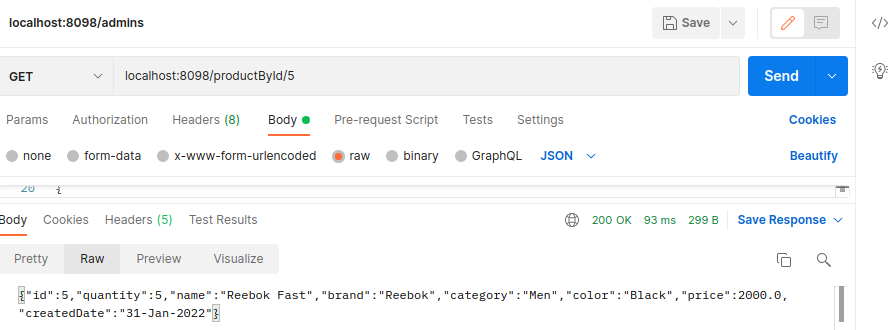 localhost:8098/admins
Save
GET localhost:8098/productById/5 Send
Params Authorization Headers (8) Body Pre-request Script Tests Settings Cookies
none form-data x-www-form-urlencoded raw binary GraphQL JSON Beautify
20 {
Body Cookies Headers (5) Test Results 200 OK 93 ms 299 B Save Response
Pretty Raw Preview Visualize
{"id":5,"quantity":5,"name":"Reebok Fast","brand":"Reebok","category":"Men","color":"Black","price":2000.0,
"createdDate":"31-Jan-2022"}